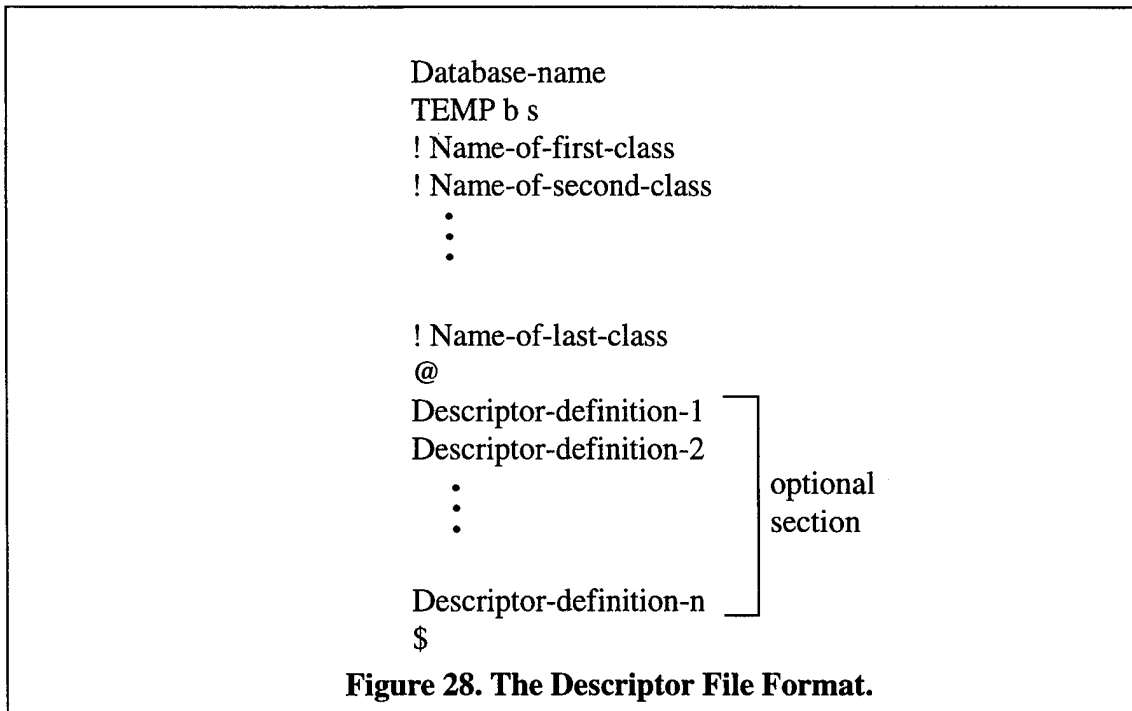 Database-name
TEMP b s
! Name-of-first-class
! Name-of-second-class
! Name-of-last-class
@
Descriptor-definition-1
Descriptor-definition-2
optional
section
Descriptor-definition-n
$
Figure 28. The Descriptor File Format.